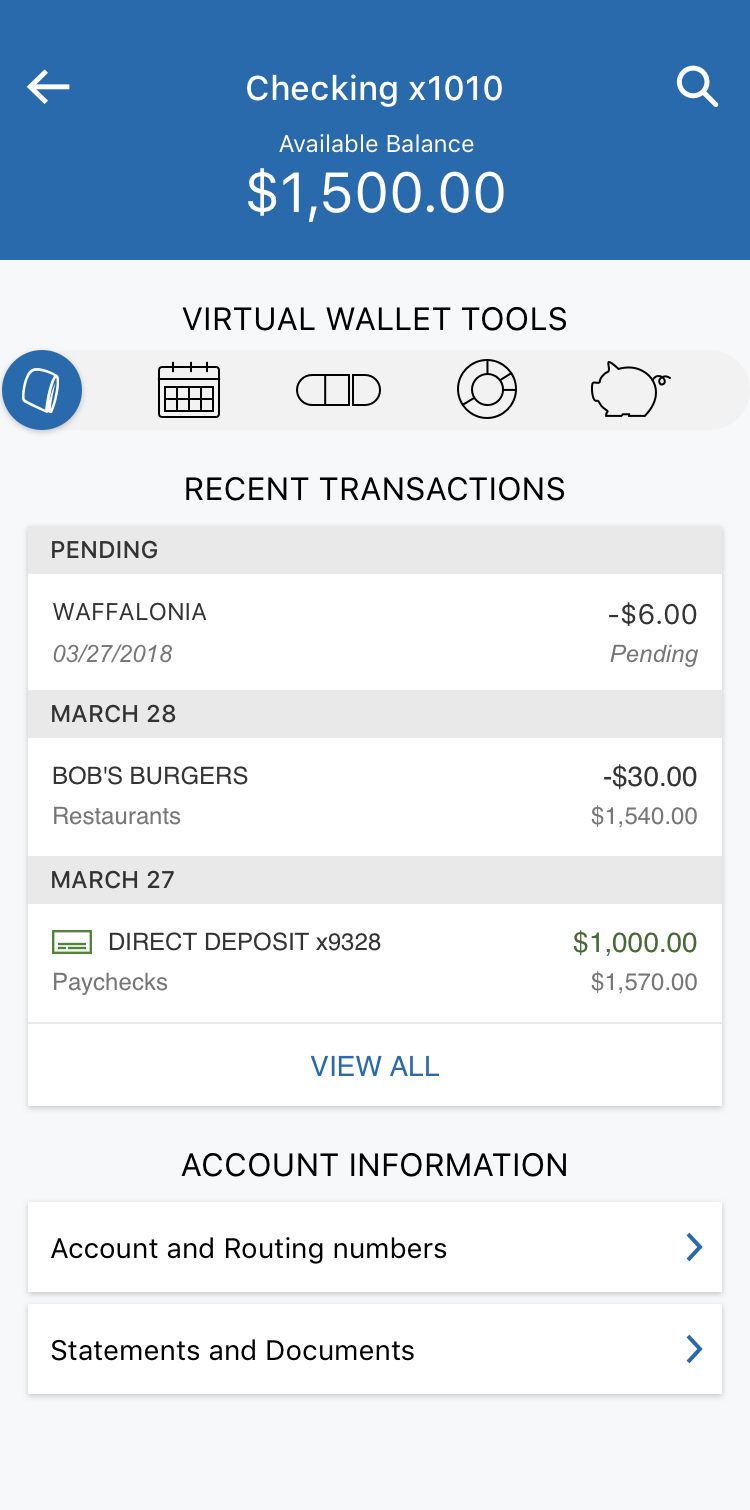 Checking x1010
Available Balance
$1,500.00
VIRTUAL WALLET TOOLS
RECENT TRANSACTIONS
PENDING
WAFFALONIA -$6.00
03/27/2018 Pending
MARCH 28
BOB'S BURGERS -$30.00
Restaurants $1,540.00
MARCH 27
DIRECT DEPOSIT x9328 $1,000.00
Paychecks $1,570.00
VIEW ALL
ACCOUNT INFORMATION
Account and Routing numbers
Statements and Documents